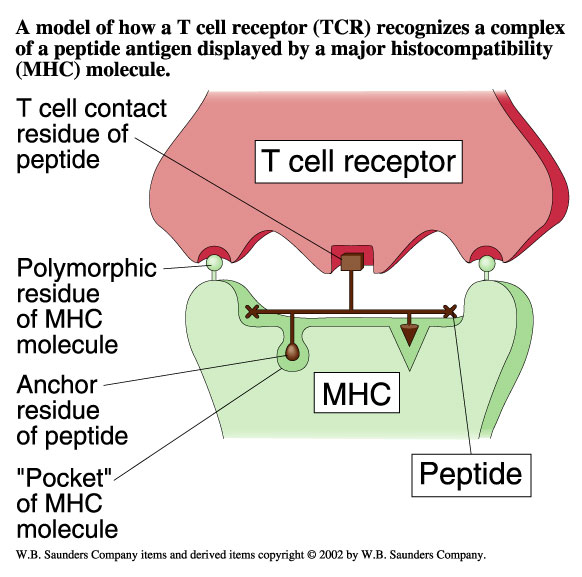 A model of how a T cell receptor (TCR) recognizes a complex
of a peptide antigen displayed by a major histocompatibility
(MHC) molecule.
T cell contact
residue of
peptide
T cell receptor
Polymorphic
residue
of MHC
molecule
Anchor
residue
of peptide
MHC
"Pocket"
of MHC
molecule
Peptide
W.B. Saunders Company items and derived items copyright © 2002 by W.B. Saunders Company.